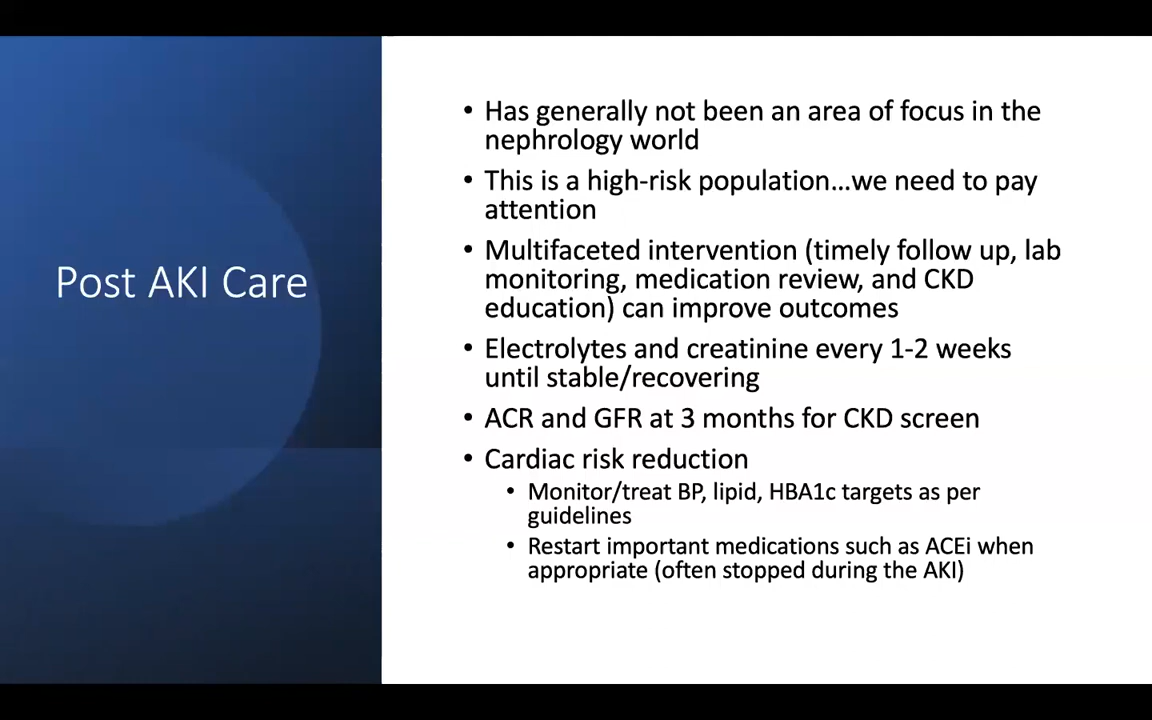 Post AKI Care
• Has generally not been an area of focus in the
nephrology world
• This is a high-risk population...we need to pay
attention
• Multifaceted intervention (timely follow up, lab
monitoring, medication review, and CKD
education) can improve outcomes
• Electrolytes and creatinine every 1-2 weeks
until stable/recovering
• ACR and GFR at 3 months for CKD screen
• Cardiac risk reduction
• Monitor/treat BP, lipid, HBA1c targets as per
guidelines
• Restart important medications such as ACEi when
appropriate (often stopped during the AKI)